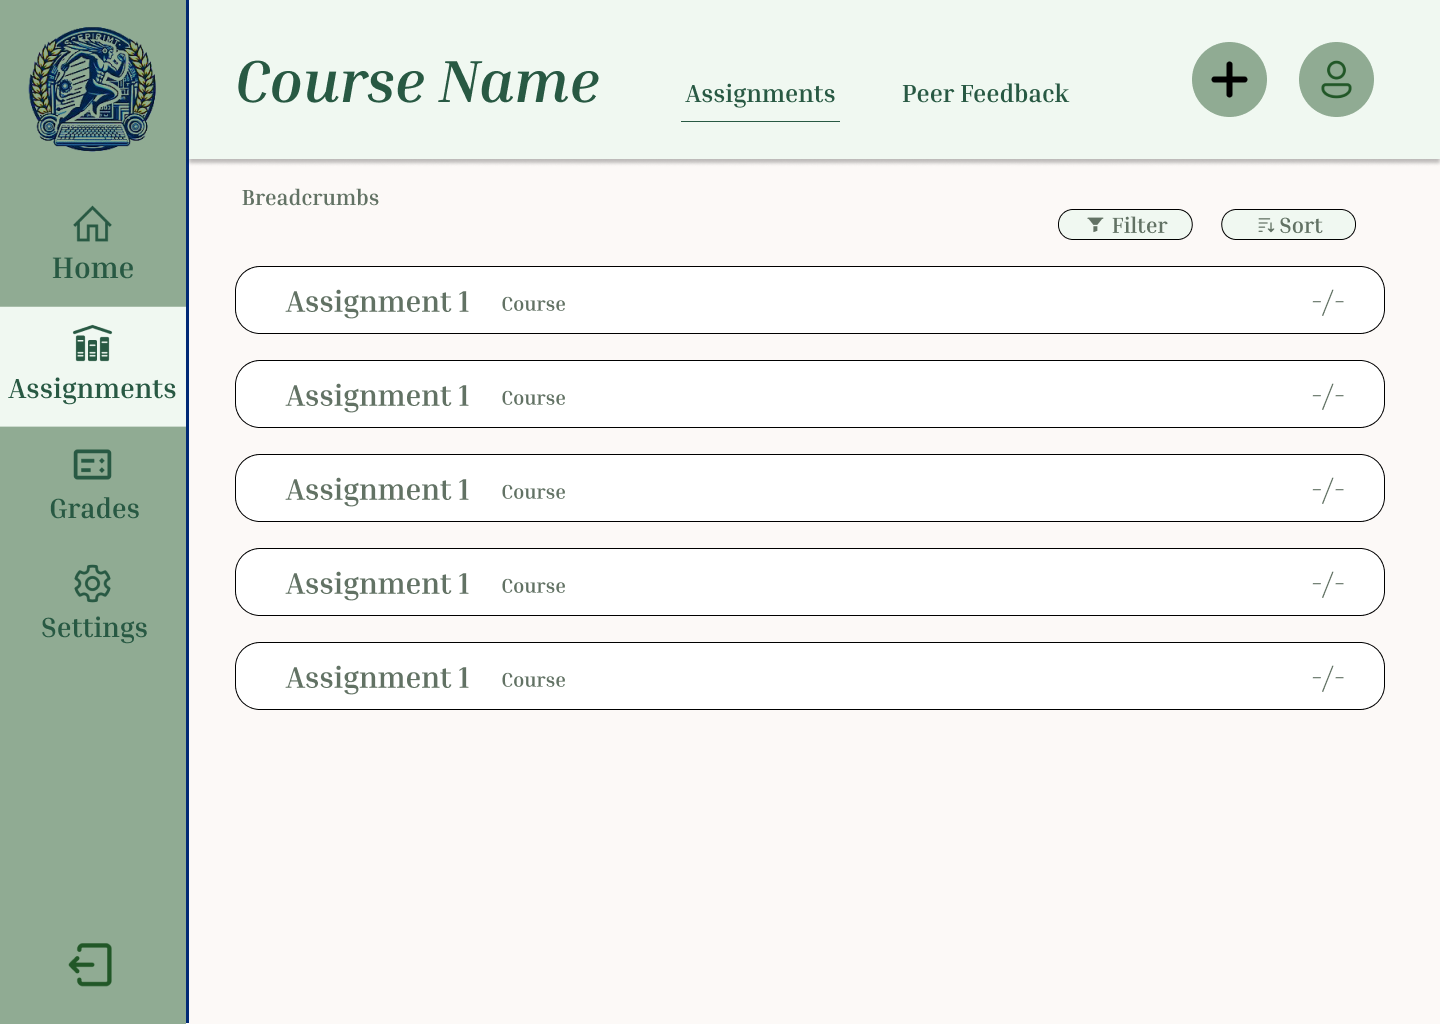 Course Name
Assignments
Peer Feedback
Home
Assignments
Grades
Settings
Breadcrumbs
Filter
Sort
Assignment 1 Course -/-
Assignment 1 Course -/-
Assignment 1 Course -/-
Assignment 1 Course -/-
Assignment 1 Course -/-